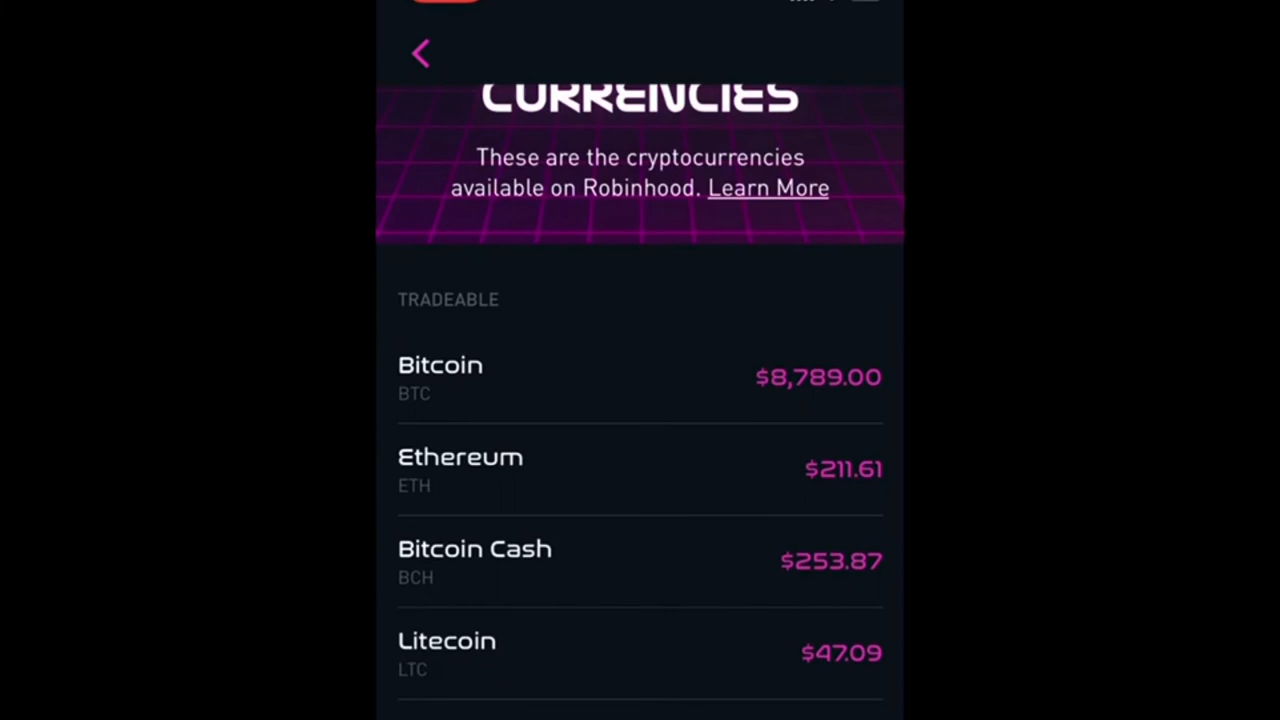 CURRENCIES
These are the cryptocurrencies
available on Robinhood. Learn More
TRADEABLE
Bitcoin
BTC
$8,789.00
Ethereum
ETH
$211.61
Bitcoin Cash
BCH
$253.87
Litecoin
LTC
$47.09